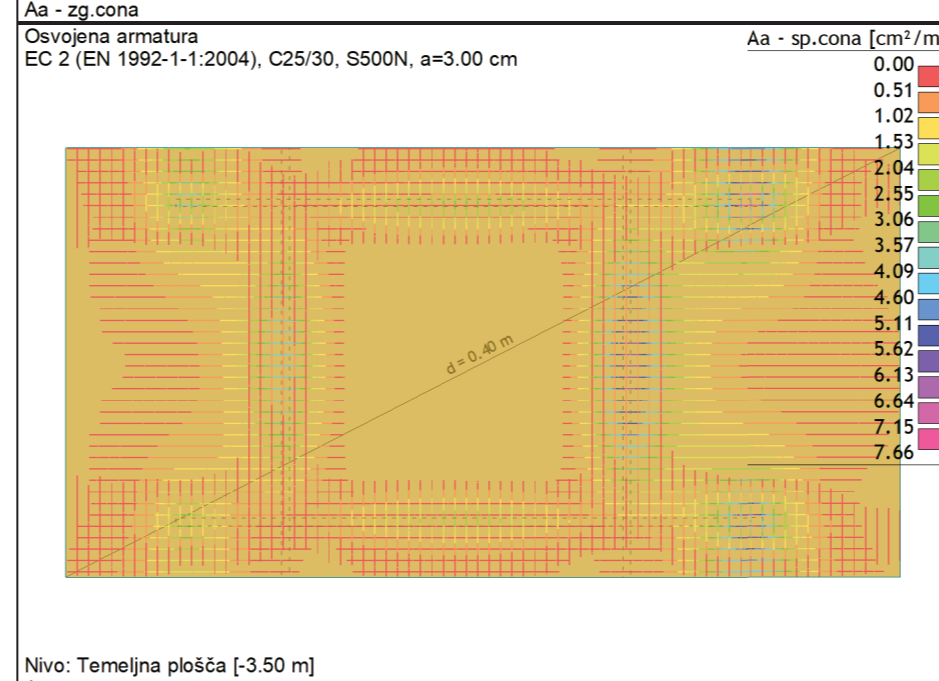 Aa - zg.cona
Osvojena armatura
EC 2 (EN 1992-1-1:2004), C25/30, S500N, a=3.00 cm
Aa - sp.cona [cm²/m
0.00
0.51
1.02
1.53
2.04
2.55
3.06
3.57
4.09
4.60
5.11
5.62
6.13
6.64
7.15
7.66
d = 0.40 m
Nivo: Temeljna plošča [-3.50 m]